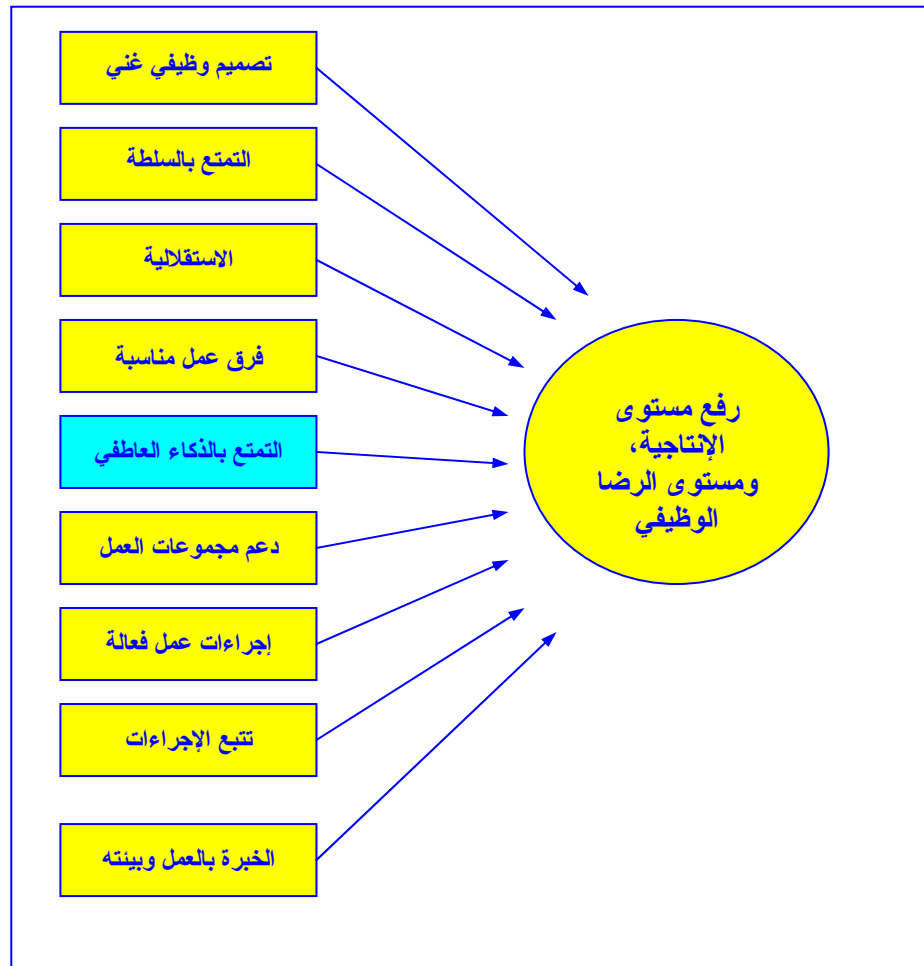 تصميم وظيفي غني
التمتع بالسلطة
الاستقلالية
فرق عمل مناسبة
التمتع بالذكاء العاطفي
دعم مجموعات العمل
إجراءات عمل فعالة
تتبع الإجراءات
الخبرة بالعمل وبيئته
رفع مستوى
الإنتاجية،
ومستوى الرضا
الوظيفي